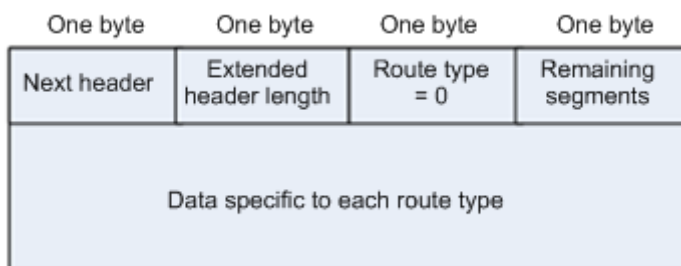 One byte One byte One byte One byte
Next header
Extended
header length
Route type
= 0
Remaining
segments
Data specific to each route type